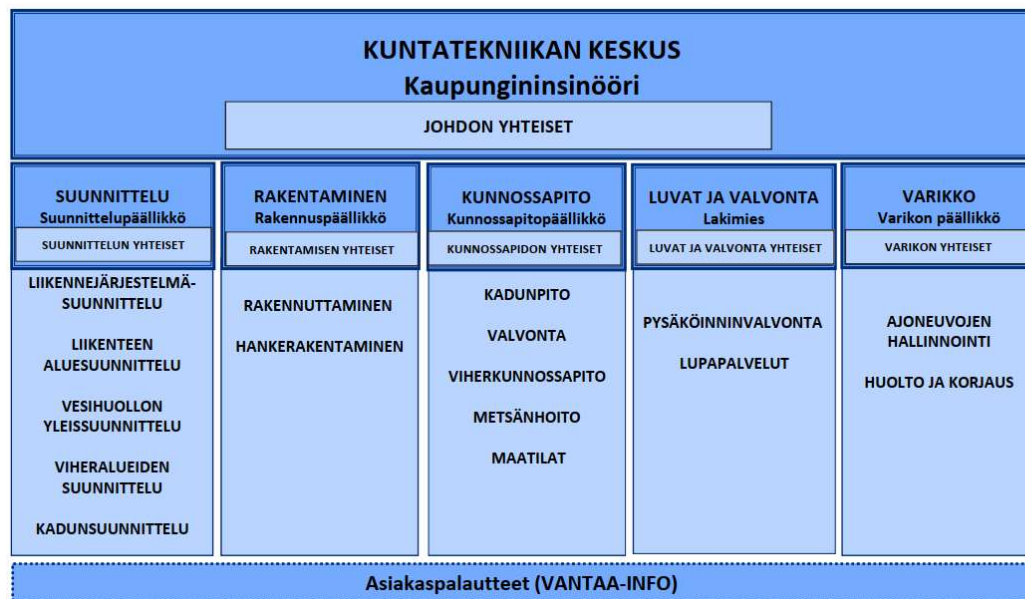 KUNTATEKNIIKAN KESKUS
Kaupungininsinööri
JOHDON YHTEISET
SUUNNITTELU
Suunnittelupäällikkö
SUUNNITTELUN YHTEISET
LIIKENNEJÄRJESTELMÄ-
SUUNNITTELU
LIIKENTEEN
ALUESUUNNITTELU
VESIHUOLLON
YLEISSUUNNITTELU
VIHERALUEIDEN
SUUNNITTELU
KADUNSUUNNITTELU
RAKENTAMINEN
Rakennuspäällikkö
RAKENTAMISEN YHTEISET
RAKENNUTTAMINEN
HANKERAKENTAMINEN
KUNNOSSAPITO
Kunnossapitopäällikkö
KUNNOSSAPIDON YHTEISET
KADUNPITO
VALVONTA
VIHERKUNNOSSAPITO
METSÄNHOITO
MAATILAT
LUVAT JA VALVONTA
Lakimies
LUVAT JA VALVONTA YHTEISET
PYSÄKÖINNINVALVONTA
LUPAPALVELUT
VARIKKO
Varikon päällikkö
VARIKON YHTEISET
AJONEUVOJEN
HALLINNOINTI
HUOLTO JA KORJAUS
Asiakaspalautteet (VANTAA-INFO)